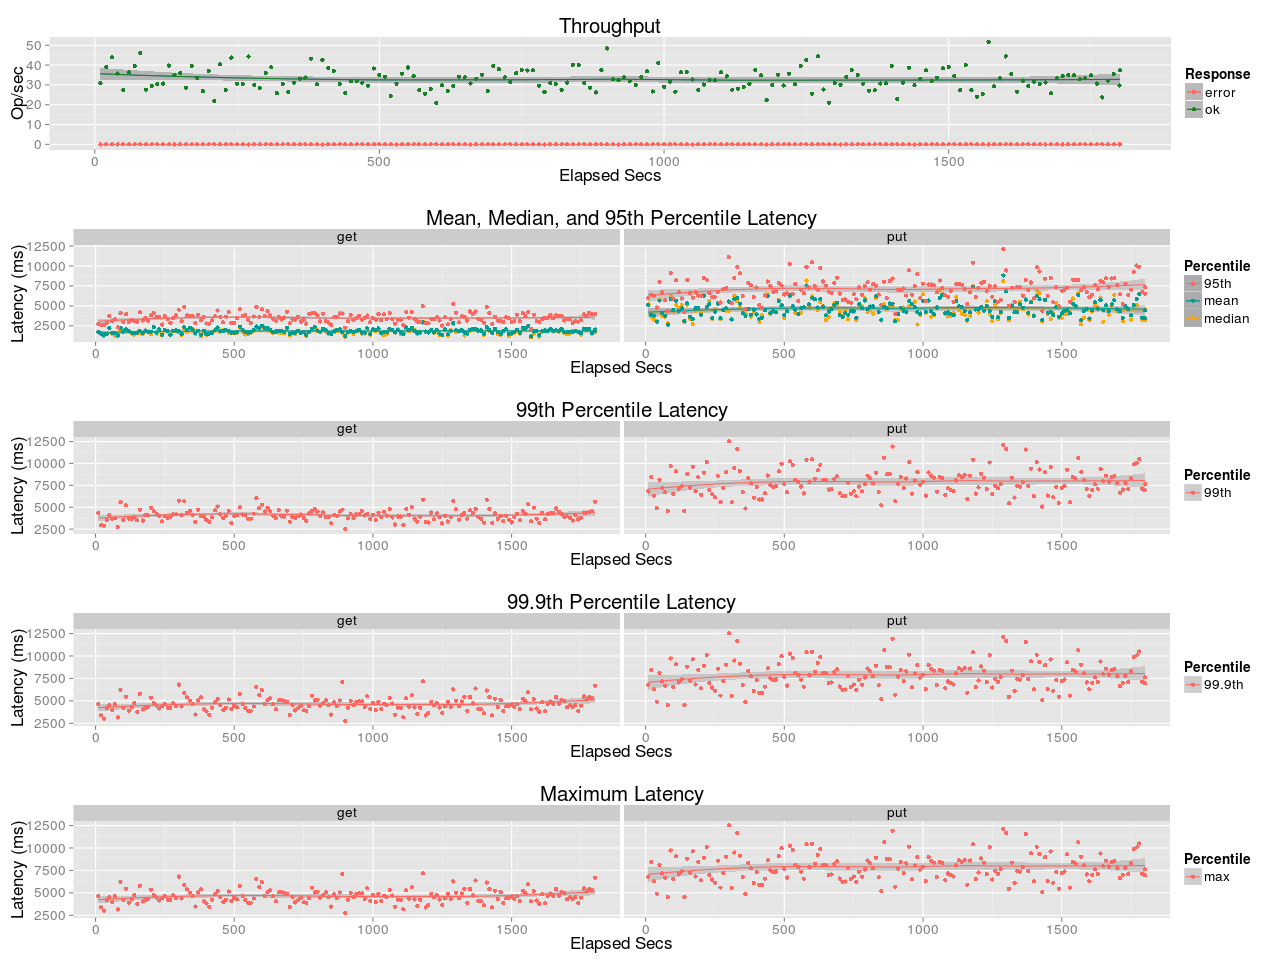 Throughput
50
40
30
20
10
0
Op/sec
0 500 1000 1500
Elapsed Secs
Response
error
ok
Mean, Median, and 95th Percentile Latency
get put
12500
10000
7500
5000
2500
Latency (ms)
0 500 1000 1500 0 500 1000 1500
Elapsed Secs
Percentile
95th
mean
median
99th Percentile Latency
get put
12500
10000
7500
5000
2500
Latency (ms)
0 500 1000 1500 0 500 1000 1500
Elapsed Secs
Percentile
99th
99.9th Percentile Latency
get put
12500
10000
7500
5000
2500
Latency (ms)
0 500 1000 1500 0 500 1000 1500
Elapsed Secs
Percentile
99.9th
Maximum Latency
get put
12500
10000
7500
5000
2500
Latency (ms)
0 500 1000 1500 0 500 1000 1500
Elapsed Secs
Percentile
max